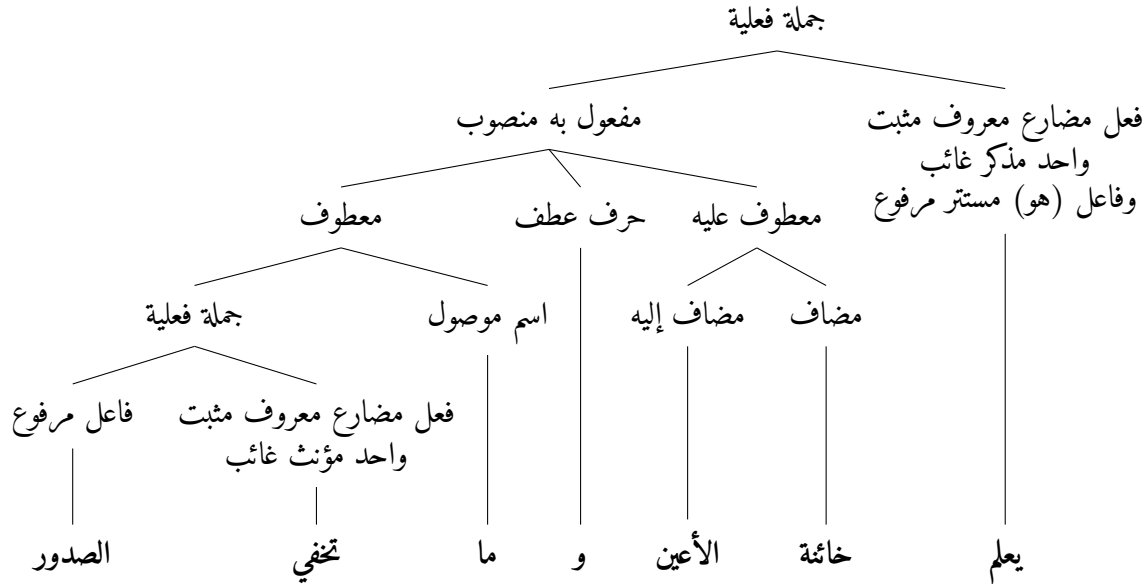 جملة فعلية
فعل مضارع معروف مثبت
واحد مذكر غائب
وفاعل (هو) مستتر مرفوع
مفعول به منصوب
معطوف عليه
حرف عطف
معطوف
مضاف
مضاف إليه
اسم موصول
جملة فعلية
فعل مضارع معروف مثبت
واحد مؤنث غائب
فاعل مرفوع
يعلم
خائنة
الأعين
و
ما
تخفي
الصدور